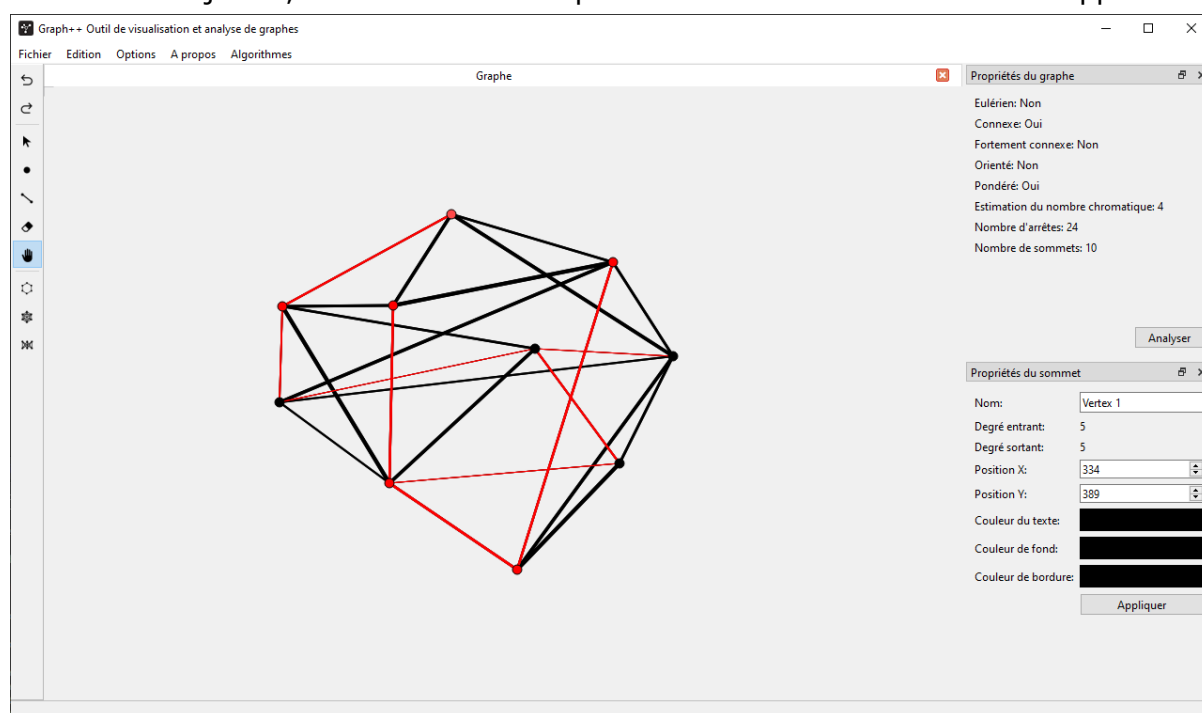 Graph++ Outil de visualisation et analyse de graphes
Fichier Edition Options A propos Algorithmes
Graphe
Propriétés du graphe
Eulérien: Non
Connexe: Oui
Fortement connexe: Non
Orienté: Non
Pondéré: Oui
Estimation du nombre chromatique: 4
Nombre d'arrêtes: 24
Nombre de sommets: 10
Analyser
Propriétés du sommet
Nom: Vertex 1
Degré entrant: 5
Degré sortant: 5
Position X: 334
Position Y: 389
Couleur du texte:
Couleur de fond:
Couleur de bordure:
Appliquer